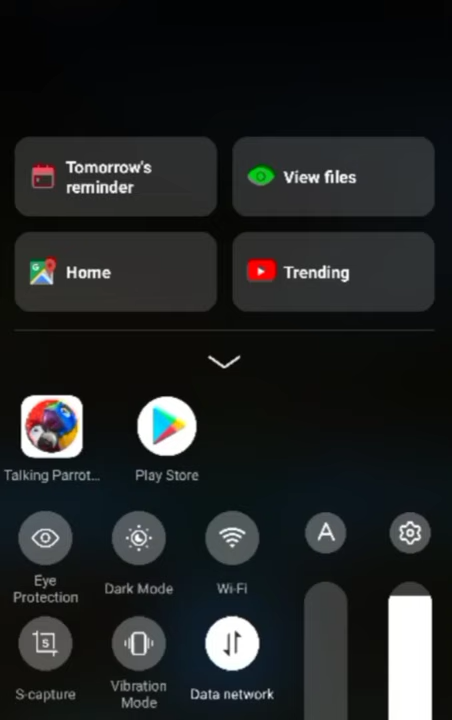 Tomorrow's
reminder
View files
Home
Trending
Talking Parrot...
Play Store
A
Eye
Protection
Dark Mode
Wi-Fi
S
S-capture
Vibration
Mode
Data network